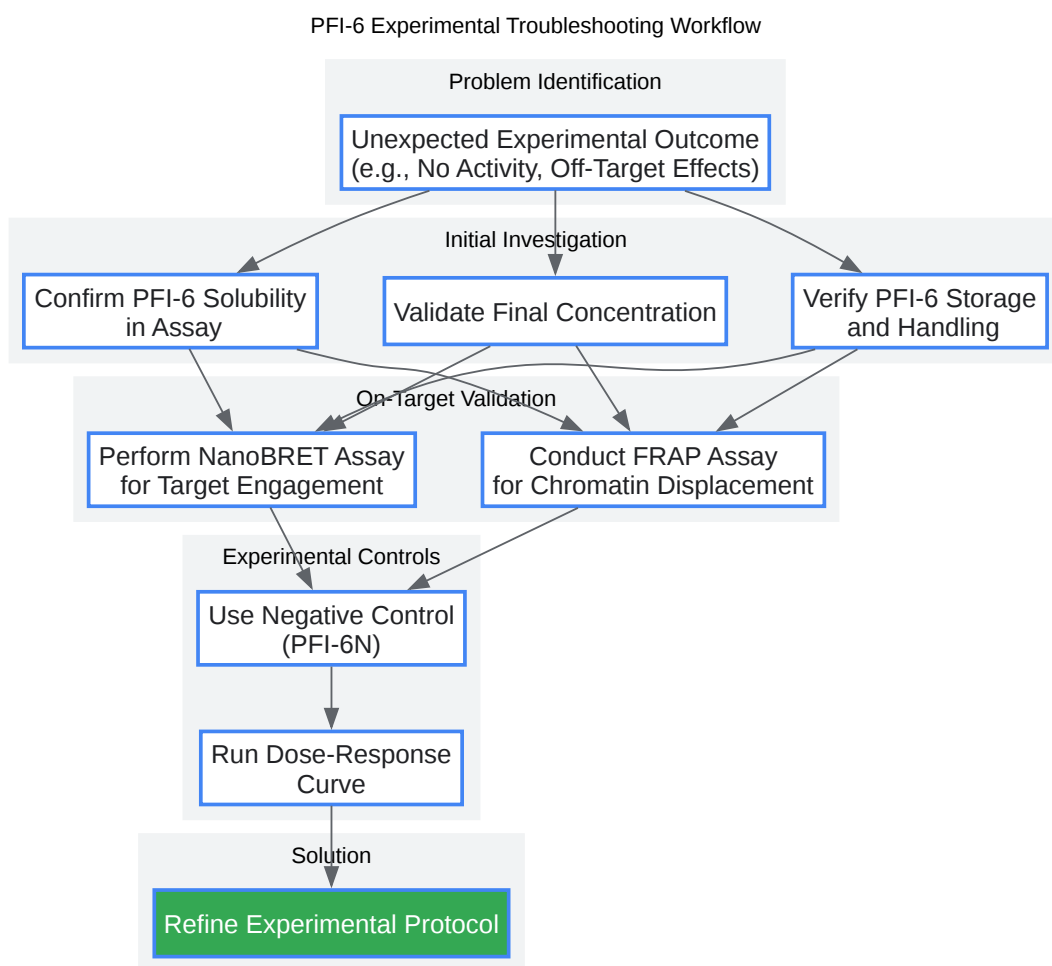 PFI-6 Experimental Troubleshooting Workflow
Problem Identification
Unexpected Experimental Outcome
(e.g., No Activity, Off-Target Effects)
Initial Investigation
Confirm PFI-6 Solubility
in Assay
Validate Final Concentration
Verify PFI-6 Storage
and Handling
On-Target Validation
Perform NanoBRET Assay
for Target Engagement
Conduct FRAP Assay
for Chromatin Displacement
Experimental Controls
Use Negative Control
(PFI-6N)
Run Dose-Response
Curve
Solution
Refine Experimental Protocol